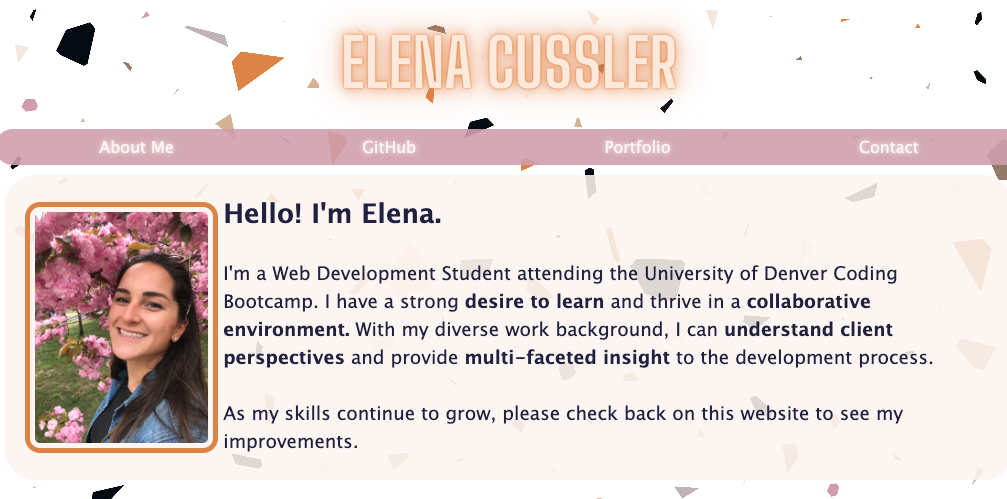 ELENA CUSSLER
About Me GitHub Portfolio Contact
Hello! I'm Elena.
I'm a Web Development Student attending the University of Denver Coding
Bootcamp. I have a strong desire to learn and thrive in a collaborative
environment. With my diverse work background, I can understand client
perspectives and provide multi-faceted insight to the development process.
As my skills continue to grow, please check back on this website to see my
improvements.